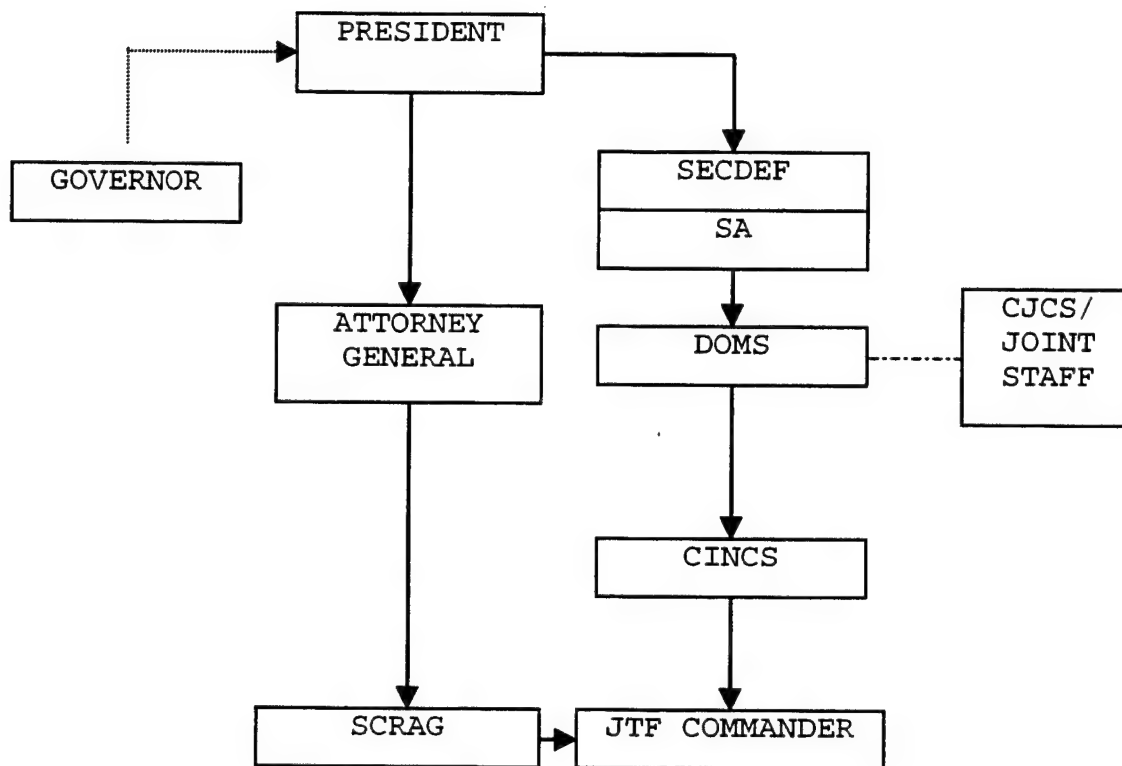 PRESIDENT
GOVERNOR
SECDEF
SA
ATTORNEY
GENERAL
DOMS
CJCS/
JOINT
STAFF
CINCS
SCRAG
JTF COMMANDER